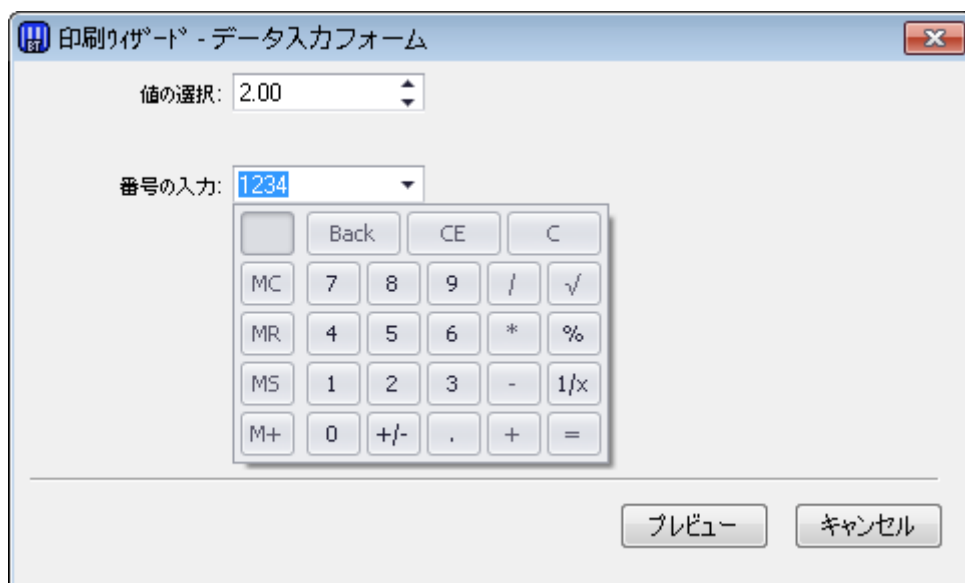 BT 印刷ｳｨｻﾞｰﾄﾞ - データ入力フォーム
値の選択: 2.00
番号の入力: 1234
Back CE C
MC 7 8 9 / √
MR 4 5 6 * %
MS 1 2 3 - 1/x
M+ 0 +/- . + =
プレビュー キャンセル